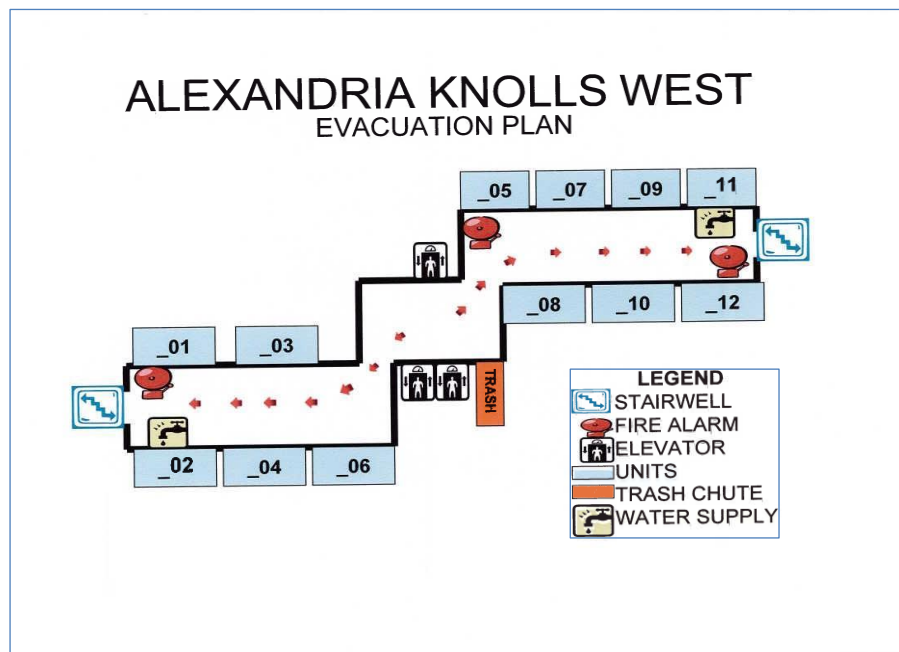 ALEXANDRIA KNOLLS WEST
EVACUATION PLAN
_05
_07
_09
_11
_08
_10
_12
_01
_03
TRASH
_02
_04
_06
LEGEND
STAIRWELL
FIRE ALARM
ELEVATOR
UNITS
TRASH CHUTE
WATER SUPPLY